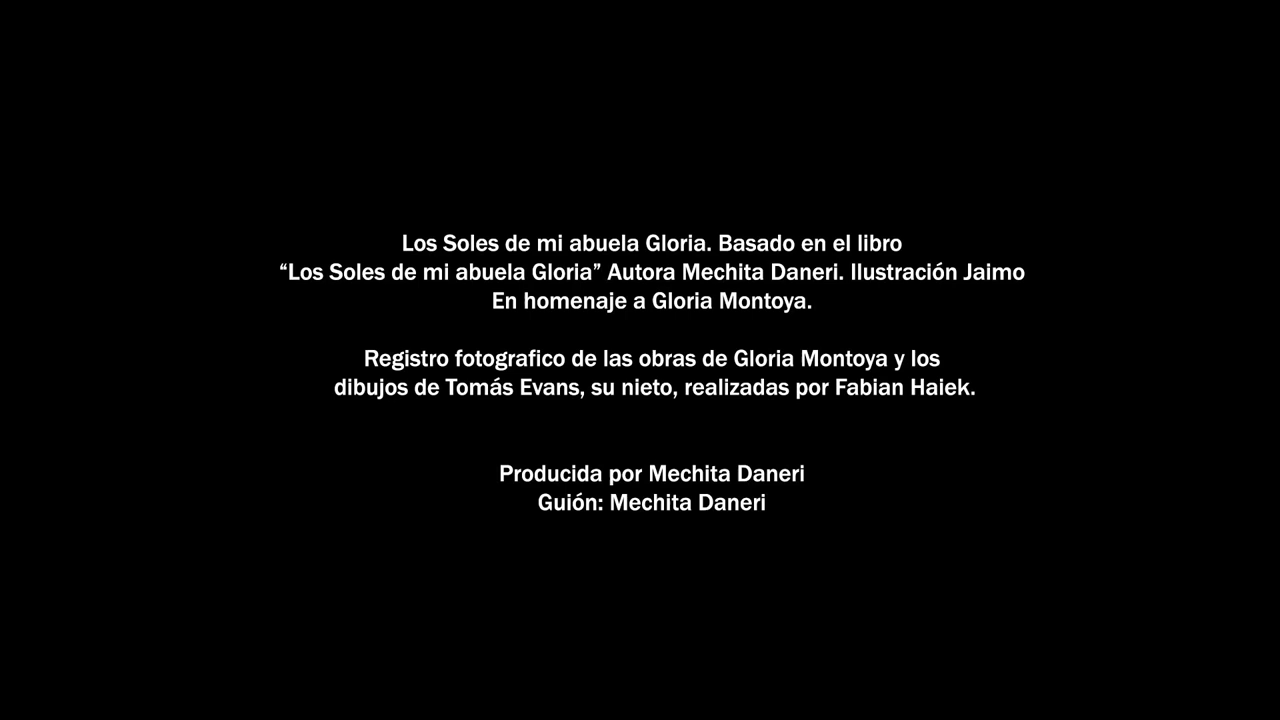 Los Soles de mi abuela Gloria. Basado en el libro
“Los Soles de mi abuela Gloria” Autora Mechita Daneri. Ilustración Jaimo
En homenaje a Gloria Montoya.
Registro fotografico de las obras de Gloria Montoya y los
dibujos de Tomás Evans, su nieto, realizadas por Fabian Haiek.
Producida por Mechita Daneri
Guión: Mechita Daneri